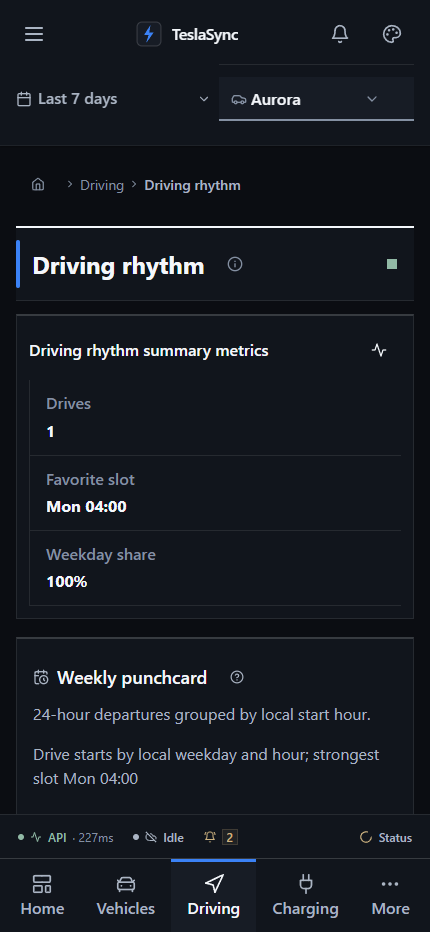 TeslaSync
Last 7 days
Aurora
Driving
Driving rhythm
Driving rhythm
Driving rhythm summary metrics
Drives
1
Favorite slot
Mon 04:00
Weekday share
100%
Weekly punchcard
24-hour departures grouped by local start hour.
Drive starts by local weekday and hour; strongest
slot Mon 04:00
API · 227ms
Idle
2
Status
Home
Vehicles
Driving
Charging
More